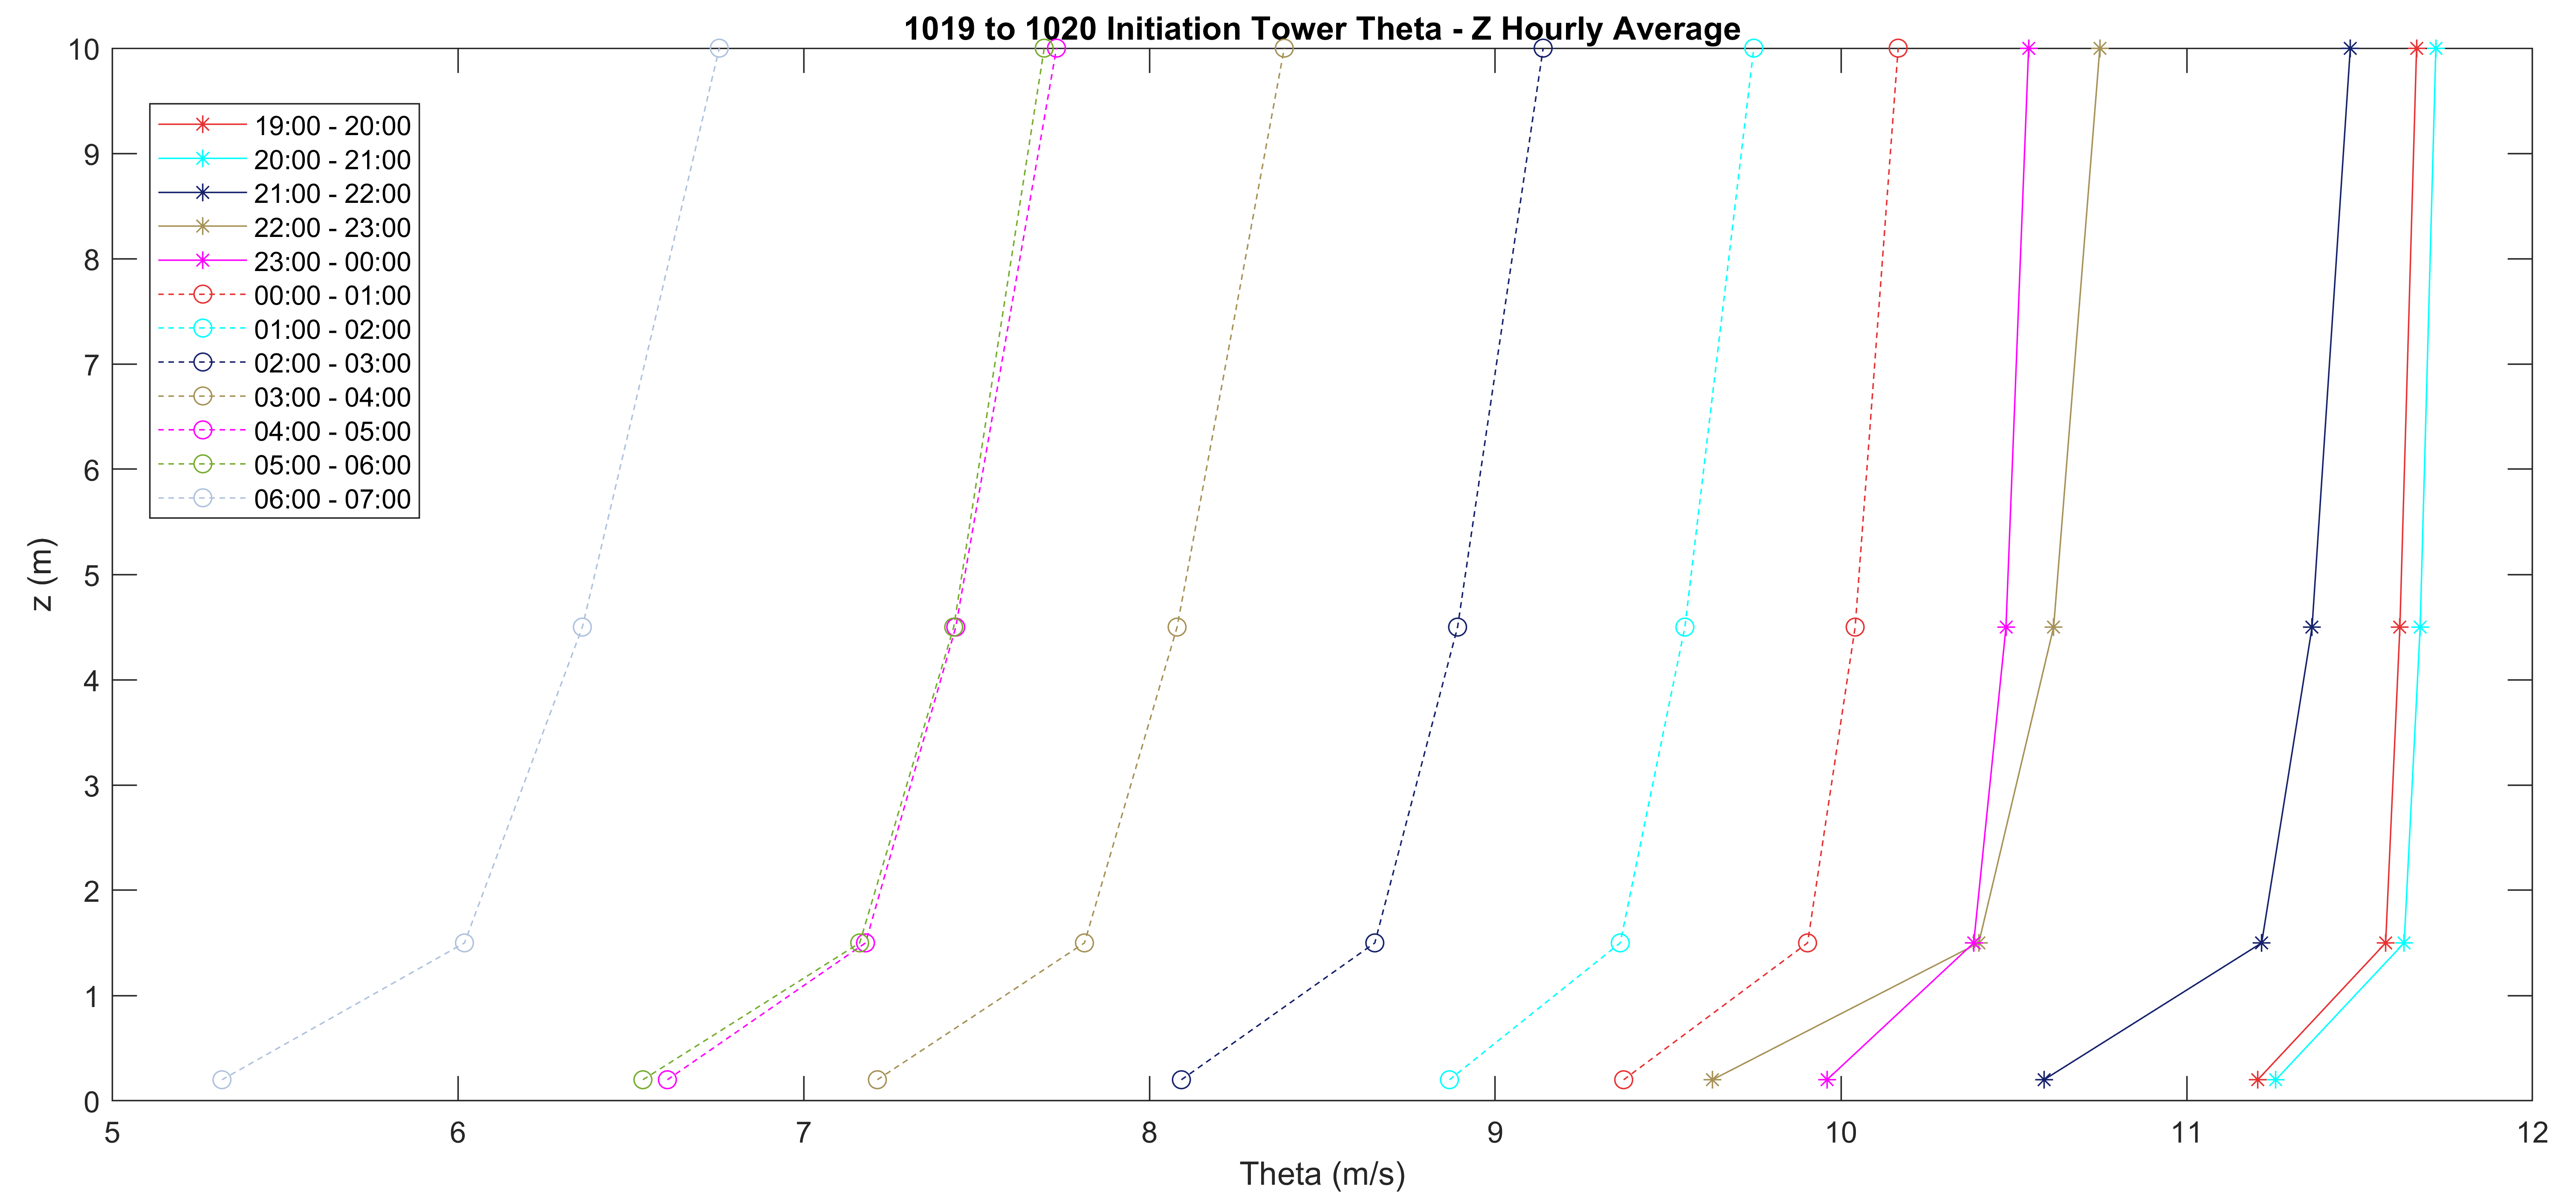 1019 to 1020 Initiation Tower Theta - Z Hourly Average
10
9
8
7
6
5
4
3
2
1
0
z (m)
19:00 - 20:00
20:00 - 21:00
21:00 - 22:00
22:00 - 23:00
23:00 - 00:00
00:00 - 01:00
01:00 - 02:00
02:00 - 03:00
03:00 - 04:00
04:00 - 05:00
05:00 - 06:00
06:00 - 07:00
5 6 7 8 9 10 11 12
Theta (m/s)